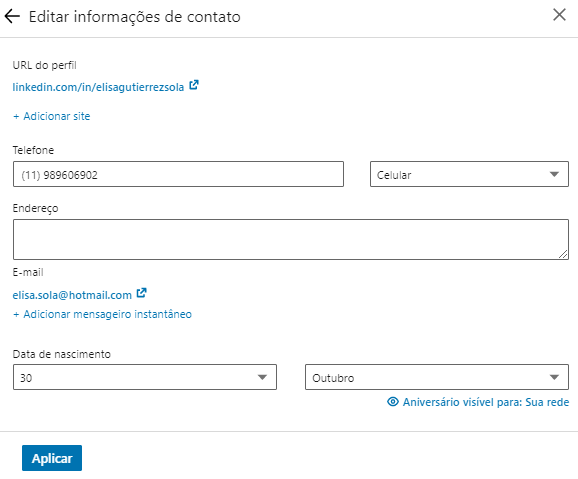 Editar informações de contato
URL do perfil
linkedin.com/in/elisagutierrezsola
+ Adicionar site
Telefone
(11) 989606902 Celular
Endereço
E-mail
elisa.sola@hotmail.com
+ Adicionar mensageiro instantâneo
Data de nascimento
30 Outubro
Aniversário visível para: Sua rede
Aplicar